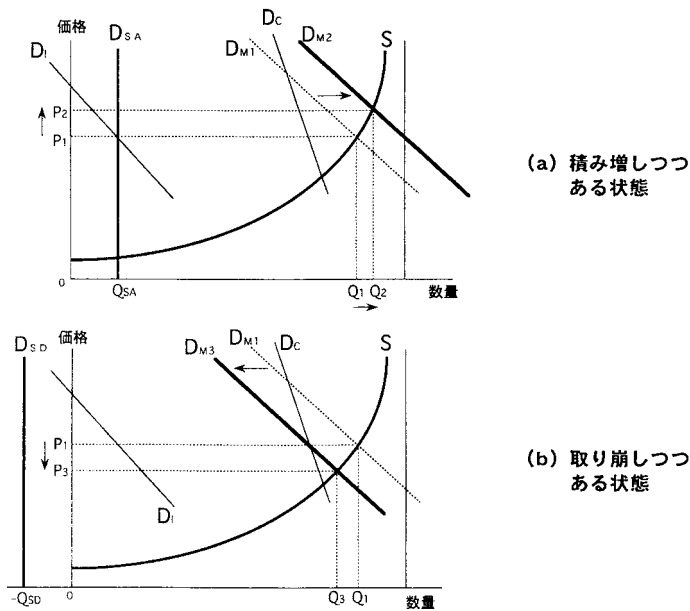 価格
DSA
DC
DI
DM1
DM2
S
P2
P1
(a) 積み増しつつ
ある状態
0
QSA
Q1
Q2
数量
DSD
価格
DM3
DM1
DC
S
P1
P3
(b) 取り崩しつつ
ある状態
DI
-QSD
0
Q3
Q1
数量